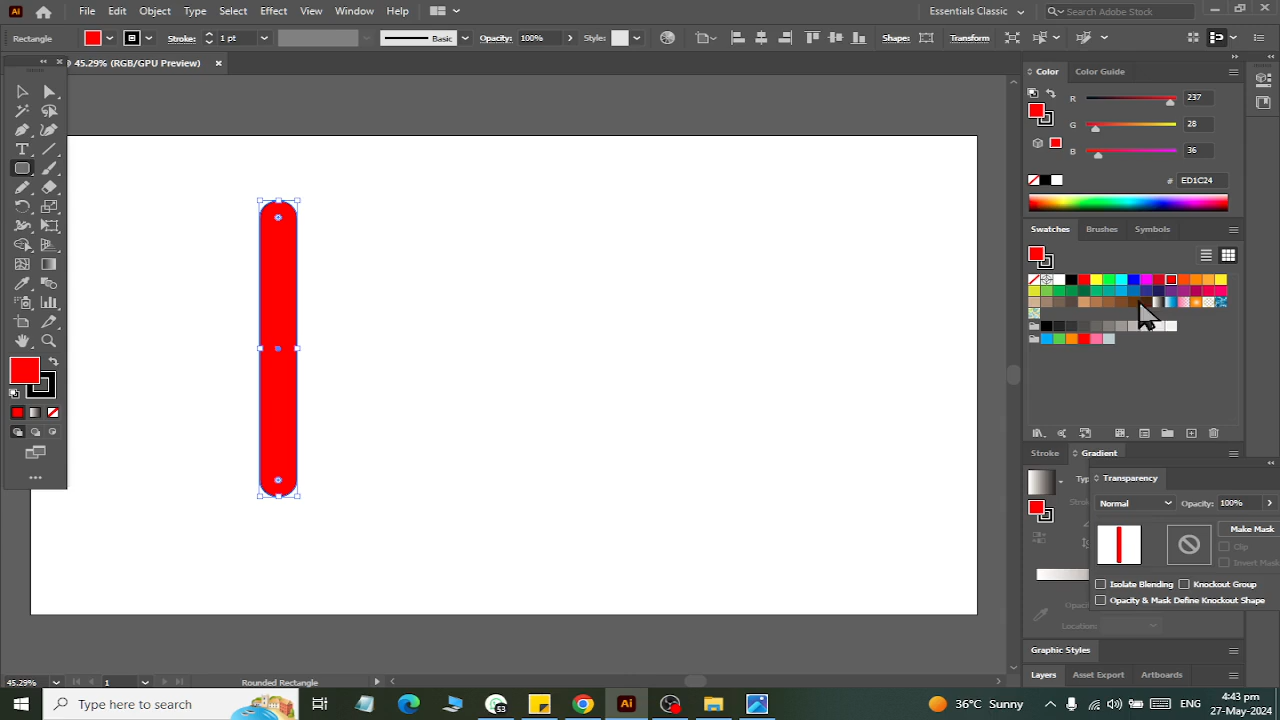 Ai File Edit Object Type Select Effect View Window Help Essentials Classic Search Adobe Stock
Rectangle Stroke: 1 pt Basic Opacity: 100% Style: Shape: Transform
@ 45.29% (RGB/GPU Preview)
Color Color Guide
R 237
G 28
B 36
# ED1C24
Swatches Brushes Symbols
Stroke Gradient
Transparency
Normal Opacity: 100%
Make Mask
Clip
Invert Mask
Isolate Blending Knockout Group
Opacity & Mask Define Knockout Shape
Location:
Graphic Styles
Layers Asset Export Artboards
45.29% 1 Rounded Rectangle
Type here to search
36°C Sunny ENG 4:43 pm
27-May-2024